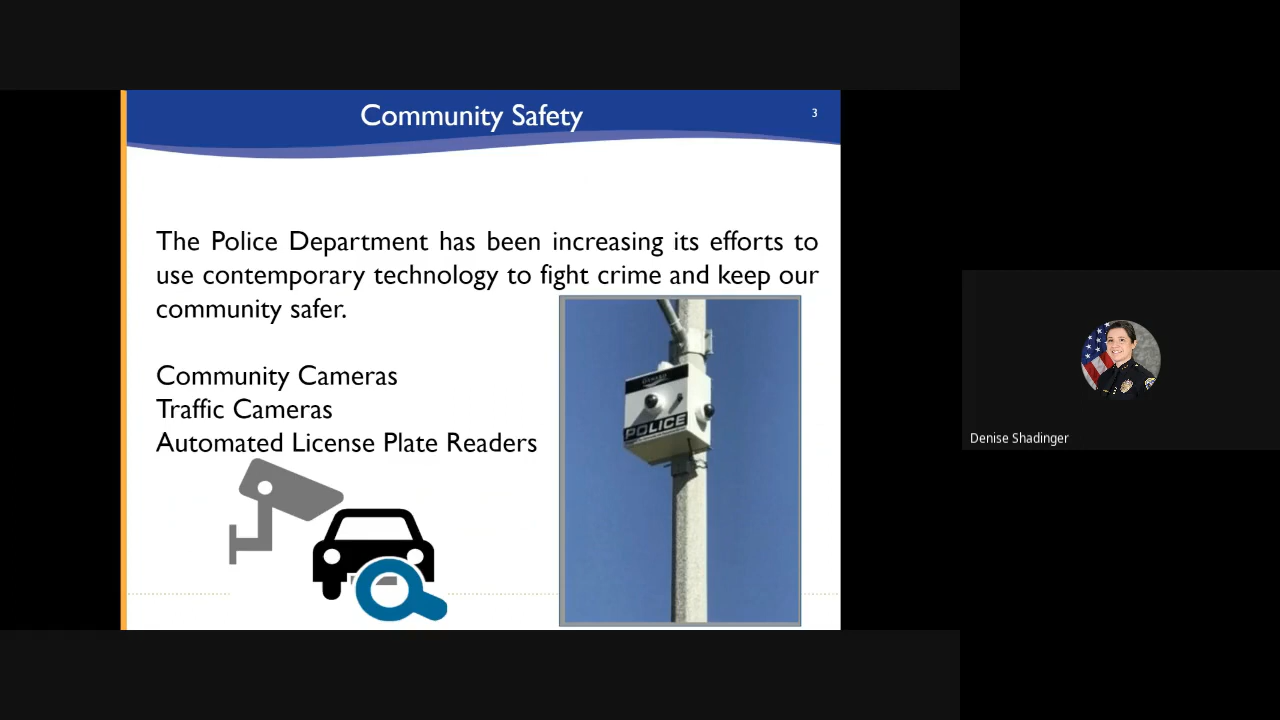 Community Safety
3
The Police Department has been increasing its efforts to
use contemporary technology to fight crime and keep our
community safer.
Community Cameras
Traffic Cameras
Automated License Plate Readers
POLICE
Denise Shadinger